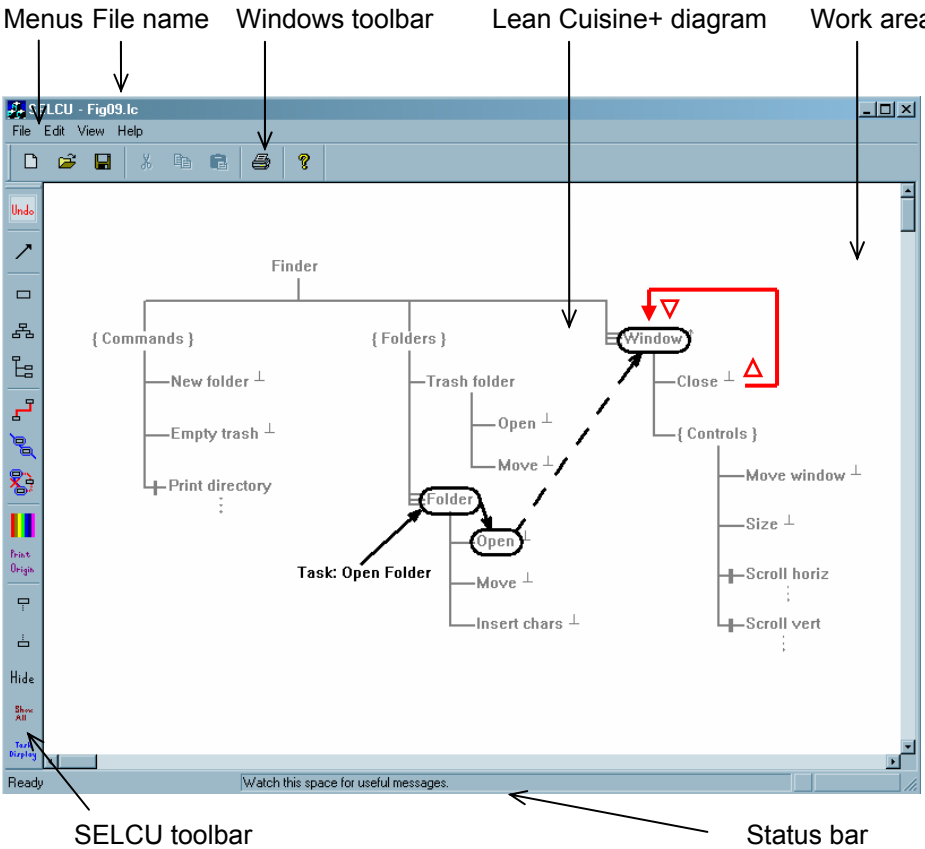 Menus File name Windows toolbar Lean Cuisine+ diagram Work area
SELCU - Fig09.lc
File Edit View Help
Undo
Finder
{ Commands } { Folders } Window
New folder ⊥ Trash folder Close ⊥
Empty trash ⊥ Open ⊥ { Controls }
Print directory Move ⊥ Move window ⊥
Folder
Open ⊥ Size ⊥
Task: Open Folder
Move ⊥ Scroll horiz
Insert chars ⊥ Scroll vert
Print
Origin
Hide
Show
All
Task
Display
Ready Watch this space for useful messages.
SELCU toolbar Status bar